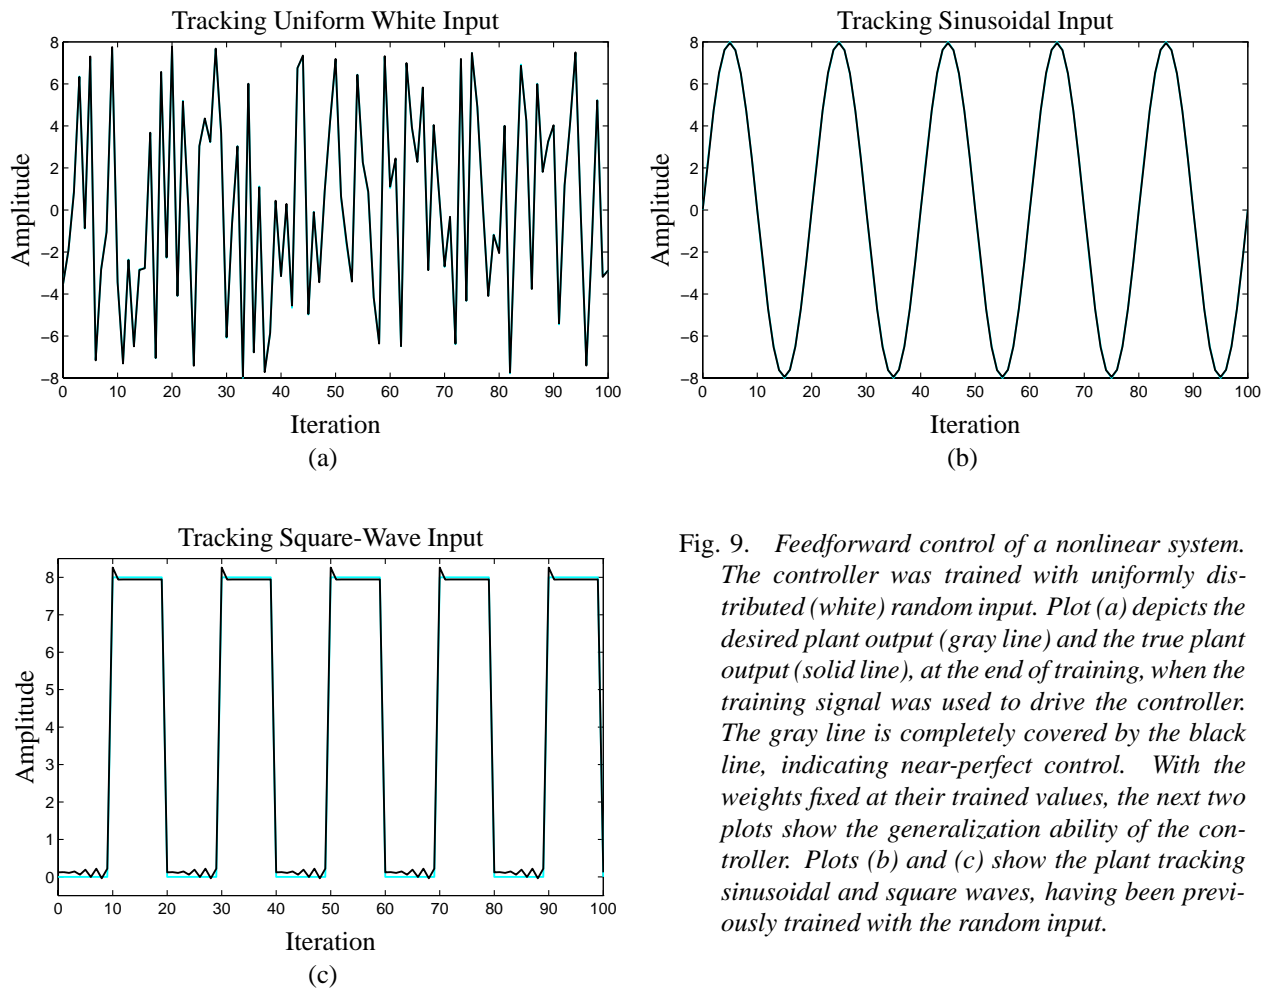 Tracking Uniform White Input
8
6
4
2
0
−2
−4
−6
−8
Amplitude
0 10 20 30 40 50 60 70 80 90 100
Iteration
(a)
Tracking Sinusoidal Input
8
6
4
2
0
−2
−4
−6
−8
Amplitude
0 10 20 30 40 50 60 70 80 90 100
Iteration
(b)
Tracking Square-Wave Input
8
7
6
5
4
3
2
1
0
Amplitude
0 10 20 30 40 50 60 70 80 90 100
Iteration
(c)
Fig. 9. Feedforward control of a nonlinear system.
The controller was trained with uniformly dis-
tributed (white) random input. Plot (a) depicts the
desired plant output (gray line) and the true plant
output (solid line), at the end of training, when the
training signal was used to drive the controller.
The gray line is completely covered by the black
line, indicating near-perfect control. With the
weights fixed at their trained values, the next two
plots show the generalization ability of the con-
troller. Plots (b) and (c) show the plant tracking
sinusoidal and square waves, having been previ-
ously trained with the random input.